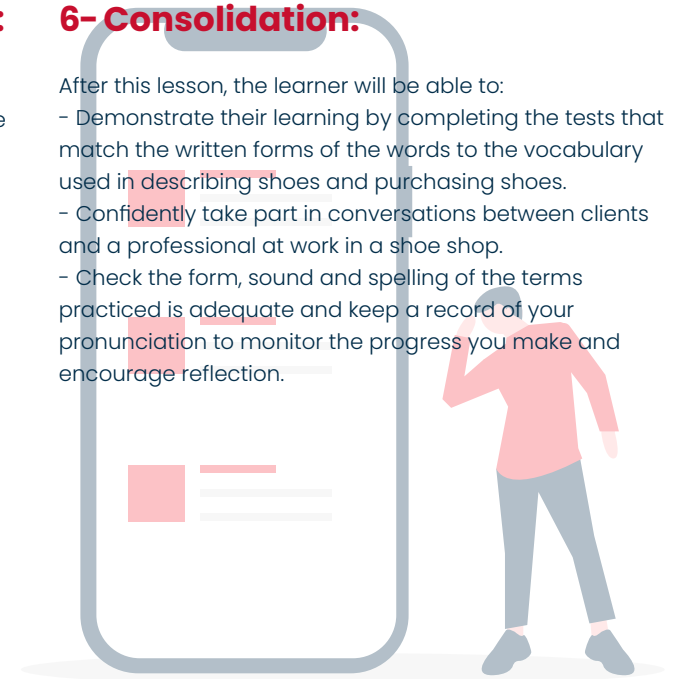 :
6- Consolidation:
After this lesson, the learner will be able to:
e
- Demonstrate their learning by completing the tests that
match the written forms of the words to the vocabulary
used in describing shoes and purchasing shoes.
- Confidently take part in conversations between clients
and a professional at work in a shoe shop.
- Check the form, sound and spelling of the terms
practiced is adequate and keep a record of your
pronunciation to monitor the progress you make and
encourage reflection.